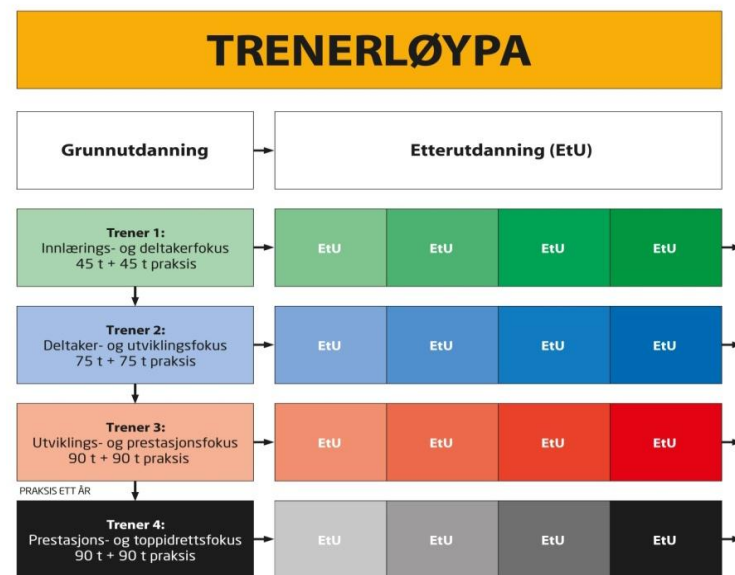 TRENERLØYPA
Grunnutdanning
Etterutdanning (EtU)
Trener 1:
Innlærings- og deltakerfokus
45 t + 45 t praksis
EtU
EtU
EtU
EtU
Trener 2:
Deltaker- og utviklingsfokus
75 t + 75 t praksis
EtU
EtU
EtU
EtU
Trener 3:
Utviklings- og prestasjonsfokus
90 t + 90 t praksis
EtU
EtU
EtU
EtU
PRAKSIS ETT ÅR
Trener 4:
Prestasjons- og toppidrettsfokus
90 t + 90 t praksis
EtU
EtU
EtU
EtU